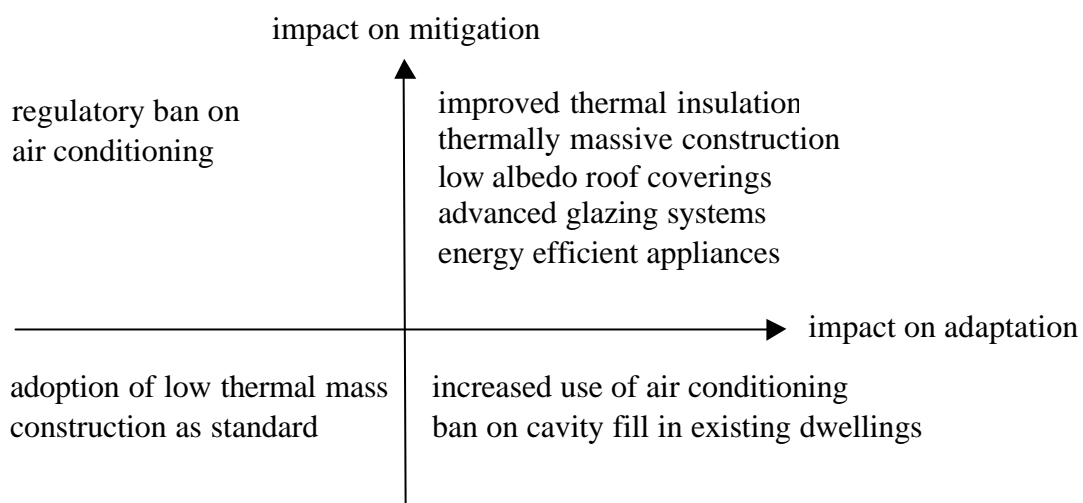 impact on mitigation
regulatory ban on
air conditioning
improved thermal insulation
thermally massive construction
low albedo roof coverings
advanced glazing systems
energy efficient appliances
impact on adaptation
adoption of low thermal mass
construction as standard
increased use of air conditioning
ban on cavity fill in existing dwellings